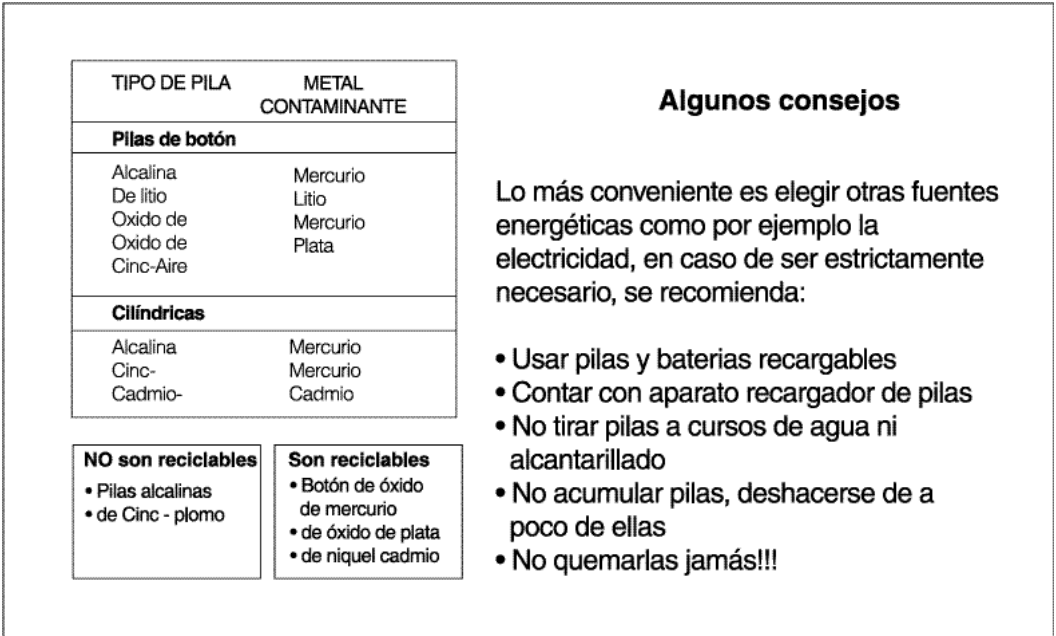 TIPO DE PILA METAL
CONTAMINANTE
Pilas de botón
Alcalina Mercurio
De litio Litio
Oxido de Mercurio
Oxido de Plata
Cinc-Aire
Cilíndricas
Alcalina Mercurio
Cinc- Mercurio
Cadmio- Cadmio
NO son reciclables
• Pilas alcalinas
• de Cinc - plomo
Son reciclables
• Botón de óxido
de mercurio
• de óxido de plata
• de niquel cadmio
Algunos consejos
Lo más conveniente es elegir otras fuentes
energéticas como por ejemplo la
electricidad, en caso de ser estrictamente
necesario, se recomienda:
• Usar pilas y baterias recargables
• Contar con aparato recargador de pilas
• No tirar pilas a cursos de agua ni
alcantarillado
• No acumular pilas, deshacerse de a
poco de ellas
• No quemarlas jamás!!!